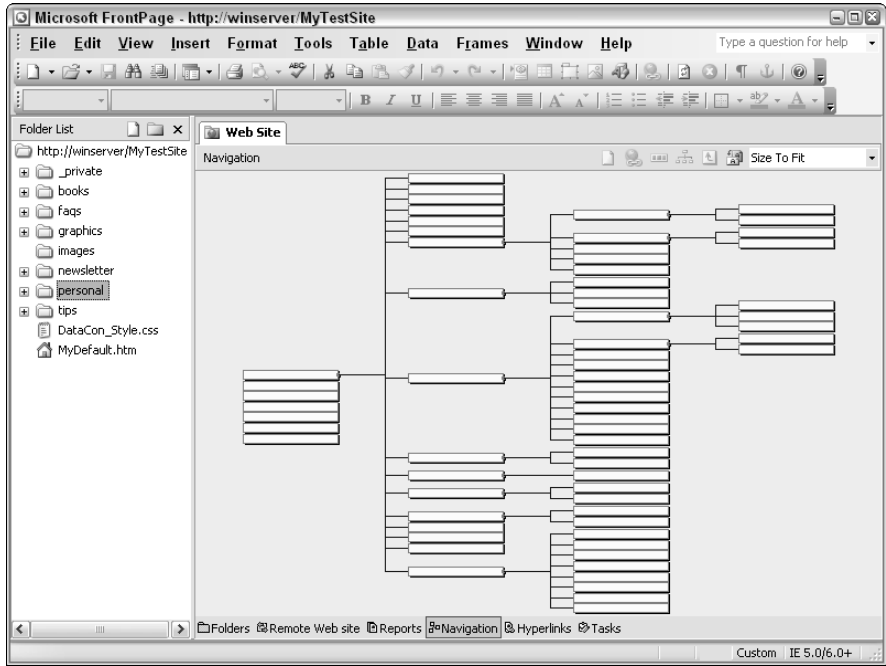 Microsoft FrontPage - http://winserver/MyTestSite
File Edit View Insert Format Tools Table Data Frames Window Help Type a question for help
Folder List
Web Site
http://winserver/MyTestSite
Navigation
Size To Fit
_private
books
faqs
graphics
images
newsletter
personal
tips
DataCon_Style.css
MyDefault.htm
Folders Remote Web site Reports Navigation Hyperlinks Tasks
Custom IE 5.0/6.0+